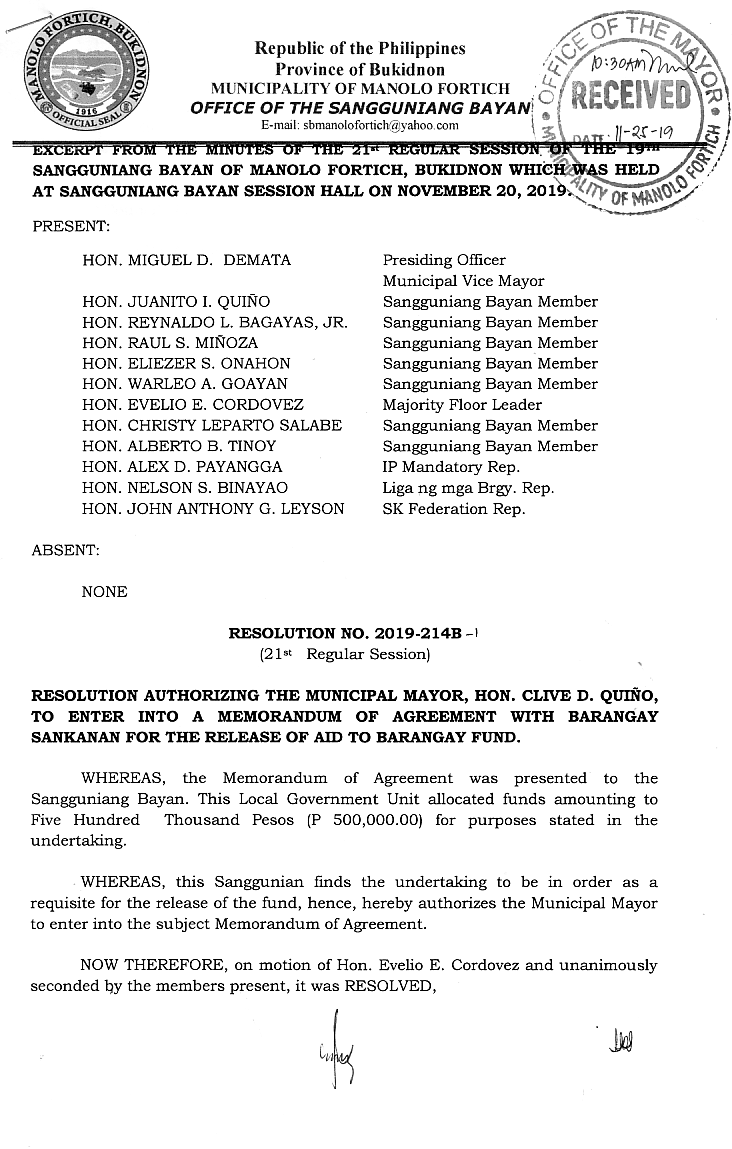 MANOLO FORTICH, BUKIDNON
1916
OFFICIAL SEAL
Republic of the Philippines
Province of Bukidnon
MUNICIPALITY OF MANOLO FORTICH
OFFICE OF THE SANGGUNIANG BAYAN
E-mail: sbmanolofortich@yahoo.com
OFFICE OF THE MAYOR
10:30AM
RECEIVED
DATE: 11-25-19
MUNICIPALITY OF MANOLO FORTICH
EXCERPT FROM THE MINUTES OF THE 21st REGULAR SESSION OF THE 19TH
SANGGUNIANG BAYAN OF MANOLO FORTICH, BUKIDNON WHICH WAS HELD
AT SANGGUNIANG BAYAN SESSION HALL ON NOVEMBER 20, 2019.
PRESENT:
HON. MIGUEL D. DEMATA Presiding Officer
Municipal Vice Mayor
HON. JUANITO I. QUIÑO Sangguniang Bayan Member
HON. REYNALDO L. BAGAYAS, JR. Sangguniang Bayan Member
HON. RAUL S. MIÑOZA Sangguniang Bayan Member
HON. ELIEZER S. ONAHON Sangguniang Bayan Member
HON. WARLEO A. GOAYAN Sangguniang Bayan Member
HON. EVELIO E. CORDOVEZ Majority Floor Leader
HON. CHRISTY LEPARTO SALABE Sangguniang Bayan Member
HON. ALBERTO B. TINOY Sangguniang Bayan Member
HON. ALEX D. PAYANGGA IP Mandatory Rep.
HON. NELSON S. BINAYAO Liga ng mga Brgy. Rep.
HON. JOHN ANTHONY G. LEYSON SK Federation Rep.
ABSENT:
NONE
RESOLUTION NO. 2019-214B -1
(21st Regular Session)
RESOLUTION AUTHORIZING THE MUNICIPAL MAYOR, HON. CLIVE D. QUIÑO,
TO ENTER INTO A MEMORANDUM OF AGREEMENT WITH BARANGAY
SANKANAN FOR THE RELEASE OF AID TO BARANGAY FUND.
WHEREAS, the Memorandum of Agreement was presented to the
Sangguniang Bayan. This Local Government Unit allocated funds amounting to
Five Hundred Thousand Pesos (P 500,000.00) for purposes stated in the
undertaking.
WHEREAS, this Sanggunian finds the undertaking to be in order as a
requisite for the release of the fund, hence, hereby authorizes the Municipal Mayor
to enter into the subject Memorandum of Agreement.
NOW THEREFORE, on motion of Hon. Evelio E. Cordovez and unanimously
seconded by the members present, it was RESOLVED,